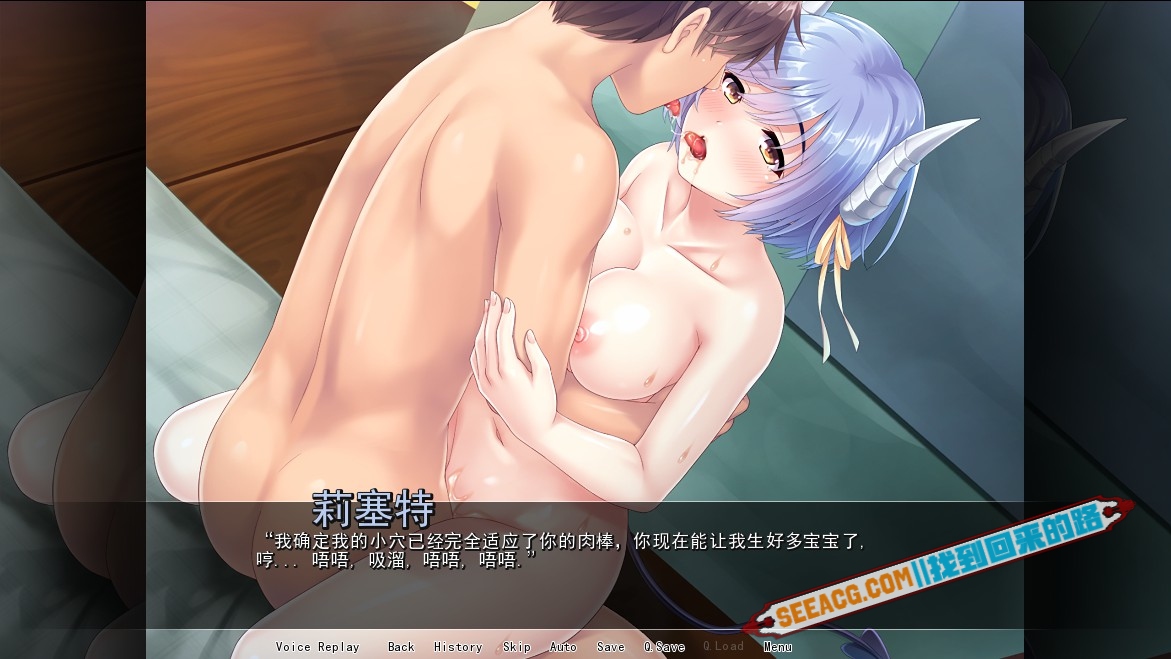 莉塞特
“我确定我的小穴已经完全适应了你的肉棒，你现在能让我生好多宝宝了，
哼... 唔唔，吸溜，唔唔，唔唔.”
SEEACG.COM||找到回来的路
Voice Replay Back History Skip Auto Save Q.Save Q.Load Menu